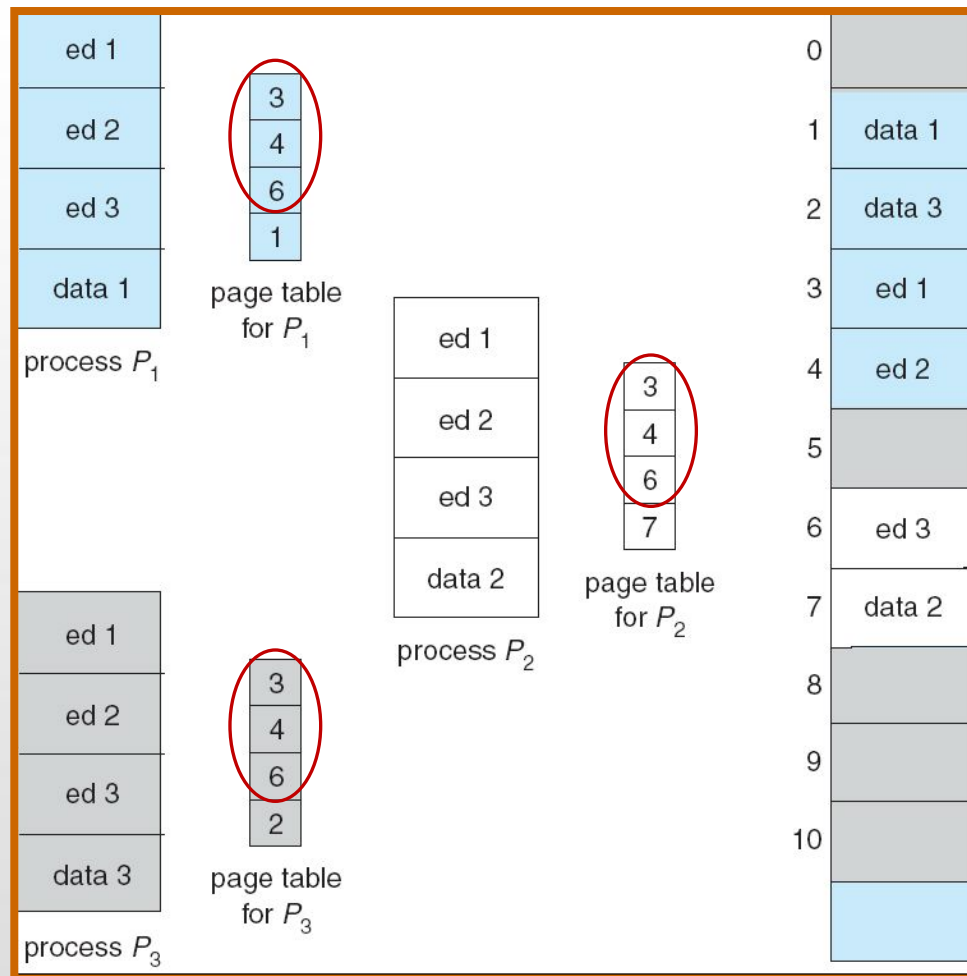 ed 1
ed 2
ed 3
data 1
process P1
3
4
6
1
page table
for P1
ed 1
ed 2
ed 3
data 2
process P2
3
4
6
7
page table
for P2
ed 1
ed 2
ed 3
data 3
process P3
3
4
6
2
page table
for P3
0
1 data 1
2 data 3
3 ed 1
4 ed 2
5
6 ed 3
7 data 2
8
9
10